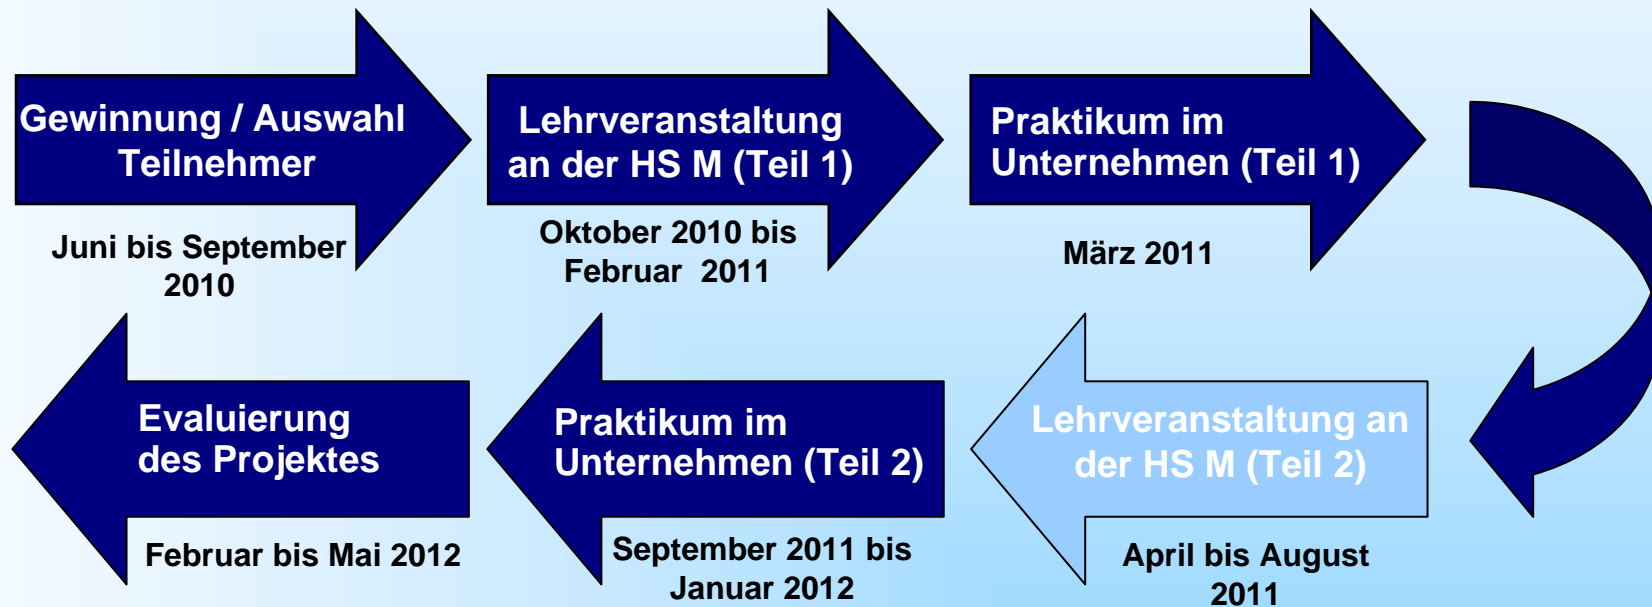 Gewinnung / Auswahl
Teilnehmer
Juni bis September
2010
Lehrveranstaltung
an der HS M (Teil 1)
Oktober 2010 bis
Februar 2011
Praktikum im
Unternehmen (Teil 1)
März 2011
Lehrveranstaltung an
der HS M (Teil 2)
April bis August
2011
Praktikum im
Unternehmen (Teil 2)
September 2011 bis
Januar 2012
Evaluierung
des Projektes
Februar bis Mai 2012